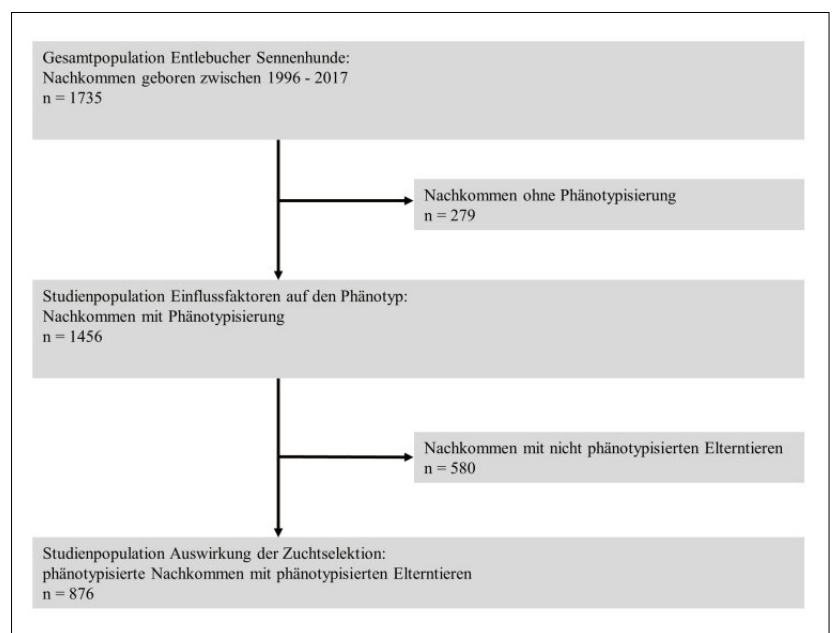 Gesamtpopulation Entlebucher Sennenhunde:
Nachkommen geboren zwischen 1996 - 2017
n = 1735
Nachkommen ohne Phänotypisierung
n = 279
Studienpopulation Einflussfaktoren auf den Phänotyp:
Nachkommen mit Phänotypisierung
n = 1456
Nachkommen mit nicht phänotypisierten Elterntieren
n = 580
Studienpopulation Auswirkung der Zuchtselektion:
phänotypisierte Nachkommen mit phänotypisierten Elterntieren
n = 876